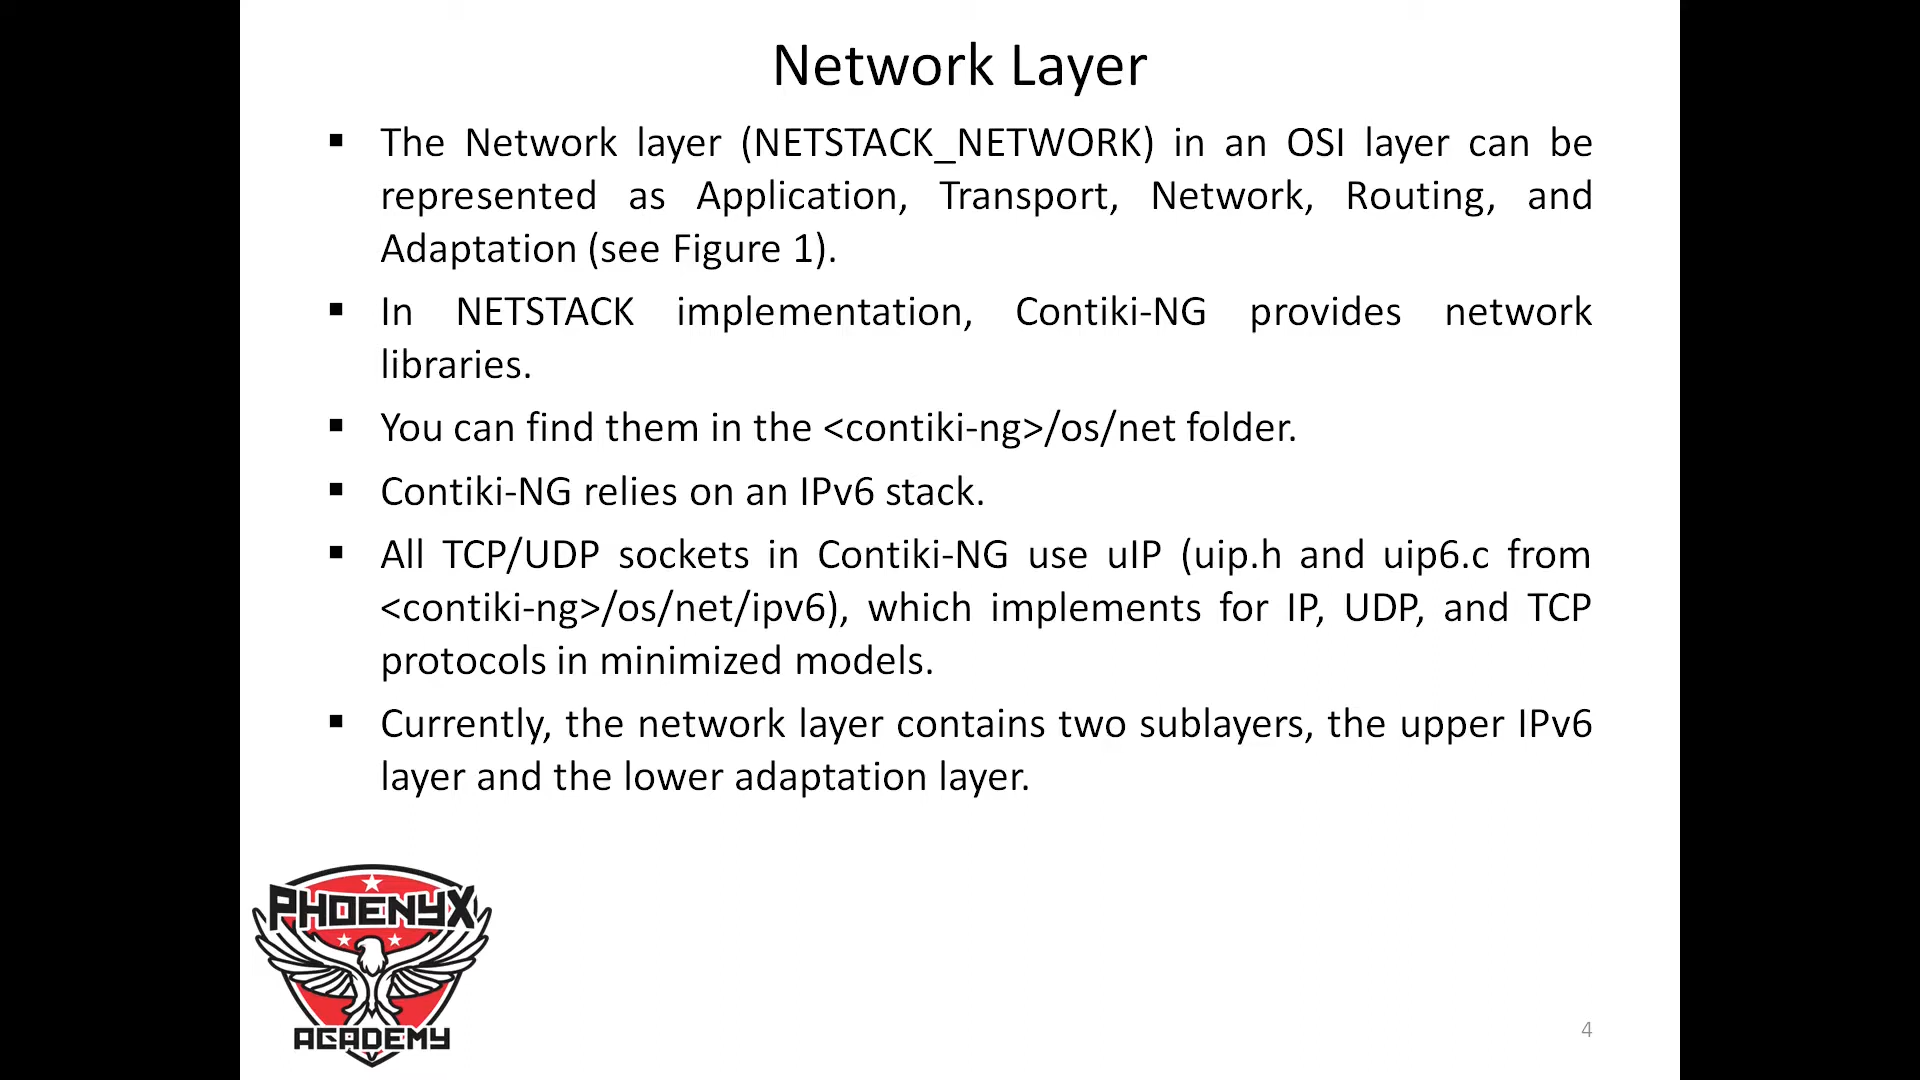 Network Layer
▪ The Network layer (NETSTACK_NETWORK) in an OSI layer can be
represented as Application, Transport, Network, Routing, and
Adaptation (see Figure 1).
▪ In NETSTACK implementation, Contiki-NG provides network
libraries.
▪ You can find them in the <contiki-ng>/os/net folder.
▪ Contiki-NG relies on an IPv6 stack.
▪ All TCP/UDP sockets in Contiki-NG use uIP (uip.h and uip6.c from
<contiki-ng>/os/net/ipv6), which implements for IP, UDP, and TCP
protocols in minimized models.
▪ Currently, the network layer contains two sublayers, the upper IPv6
layer and the lower adaptation layer.
PHOENYX
ACADEMY
4